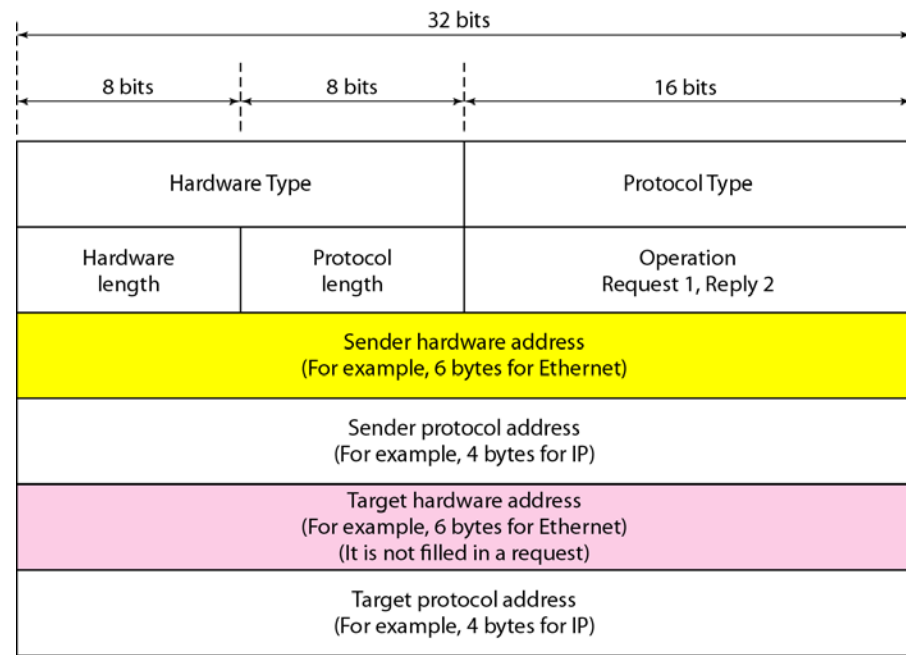 32 bits
8 bits 8 bits 16 bits
Hardware Type Protocol Type
Hardware
length
Protocol
length
Operation
Request 1, Reply 2
Sender hardware address
(For example, 6 bytes for Ethernet)
Sender protocol address
(For example, 4 bytes for IP)
Target hardware address
(For example, 6 bytes for Ethernet)
(It is not filled in a request)
Target protocol address
(For example, 4 bytes for IP)